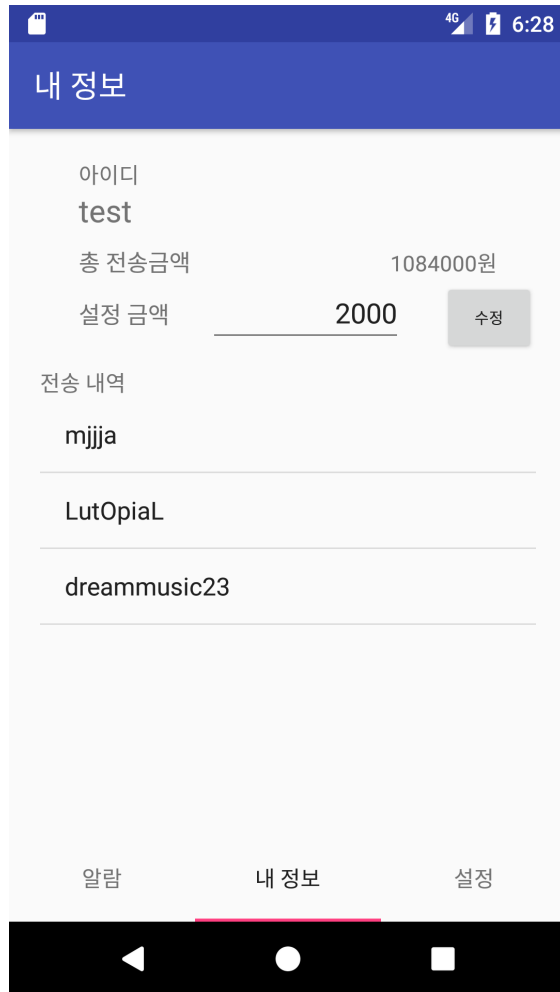 4G 6:28
내 정보
아이디
test
총 전송금액 1084000원
설정 금액 2000 수정
전송 내역
mjjja
LutOpiaL
dreammusic23
알람 내 정보 설정